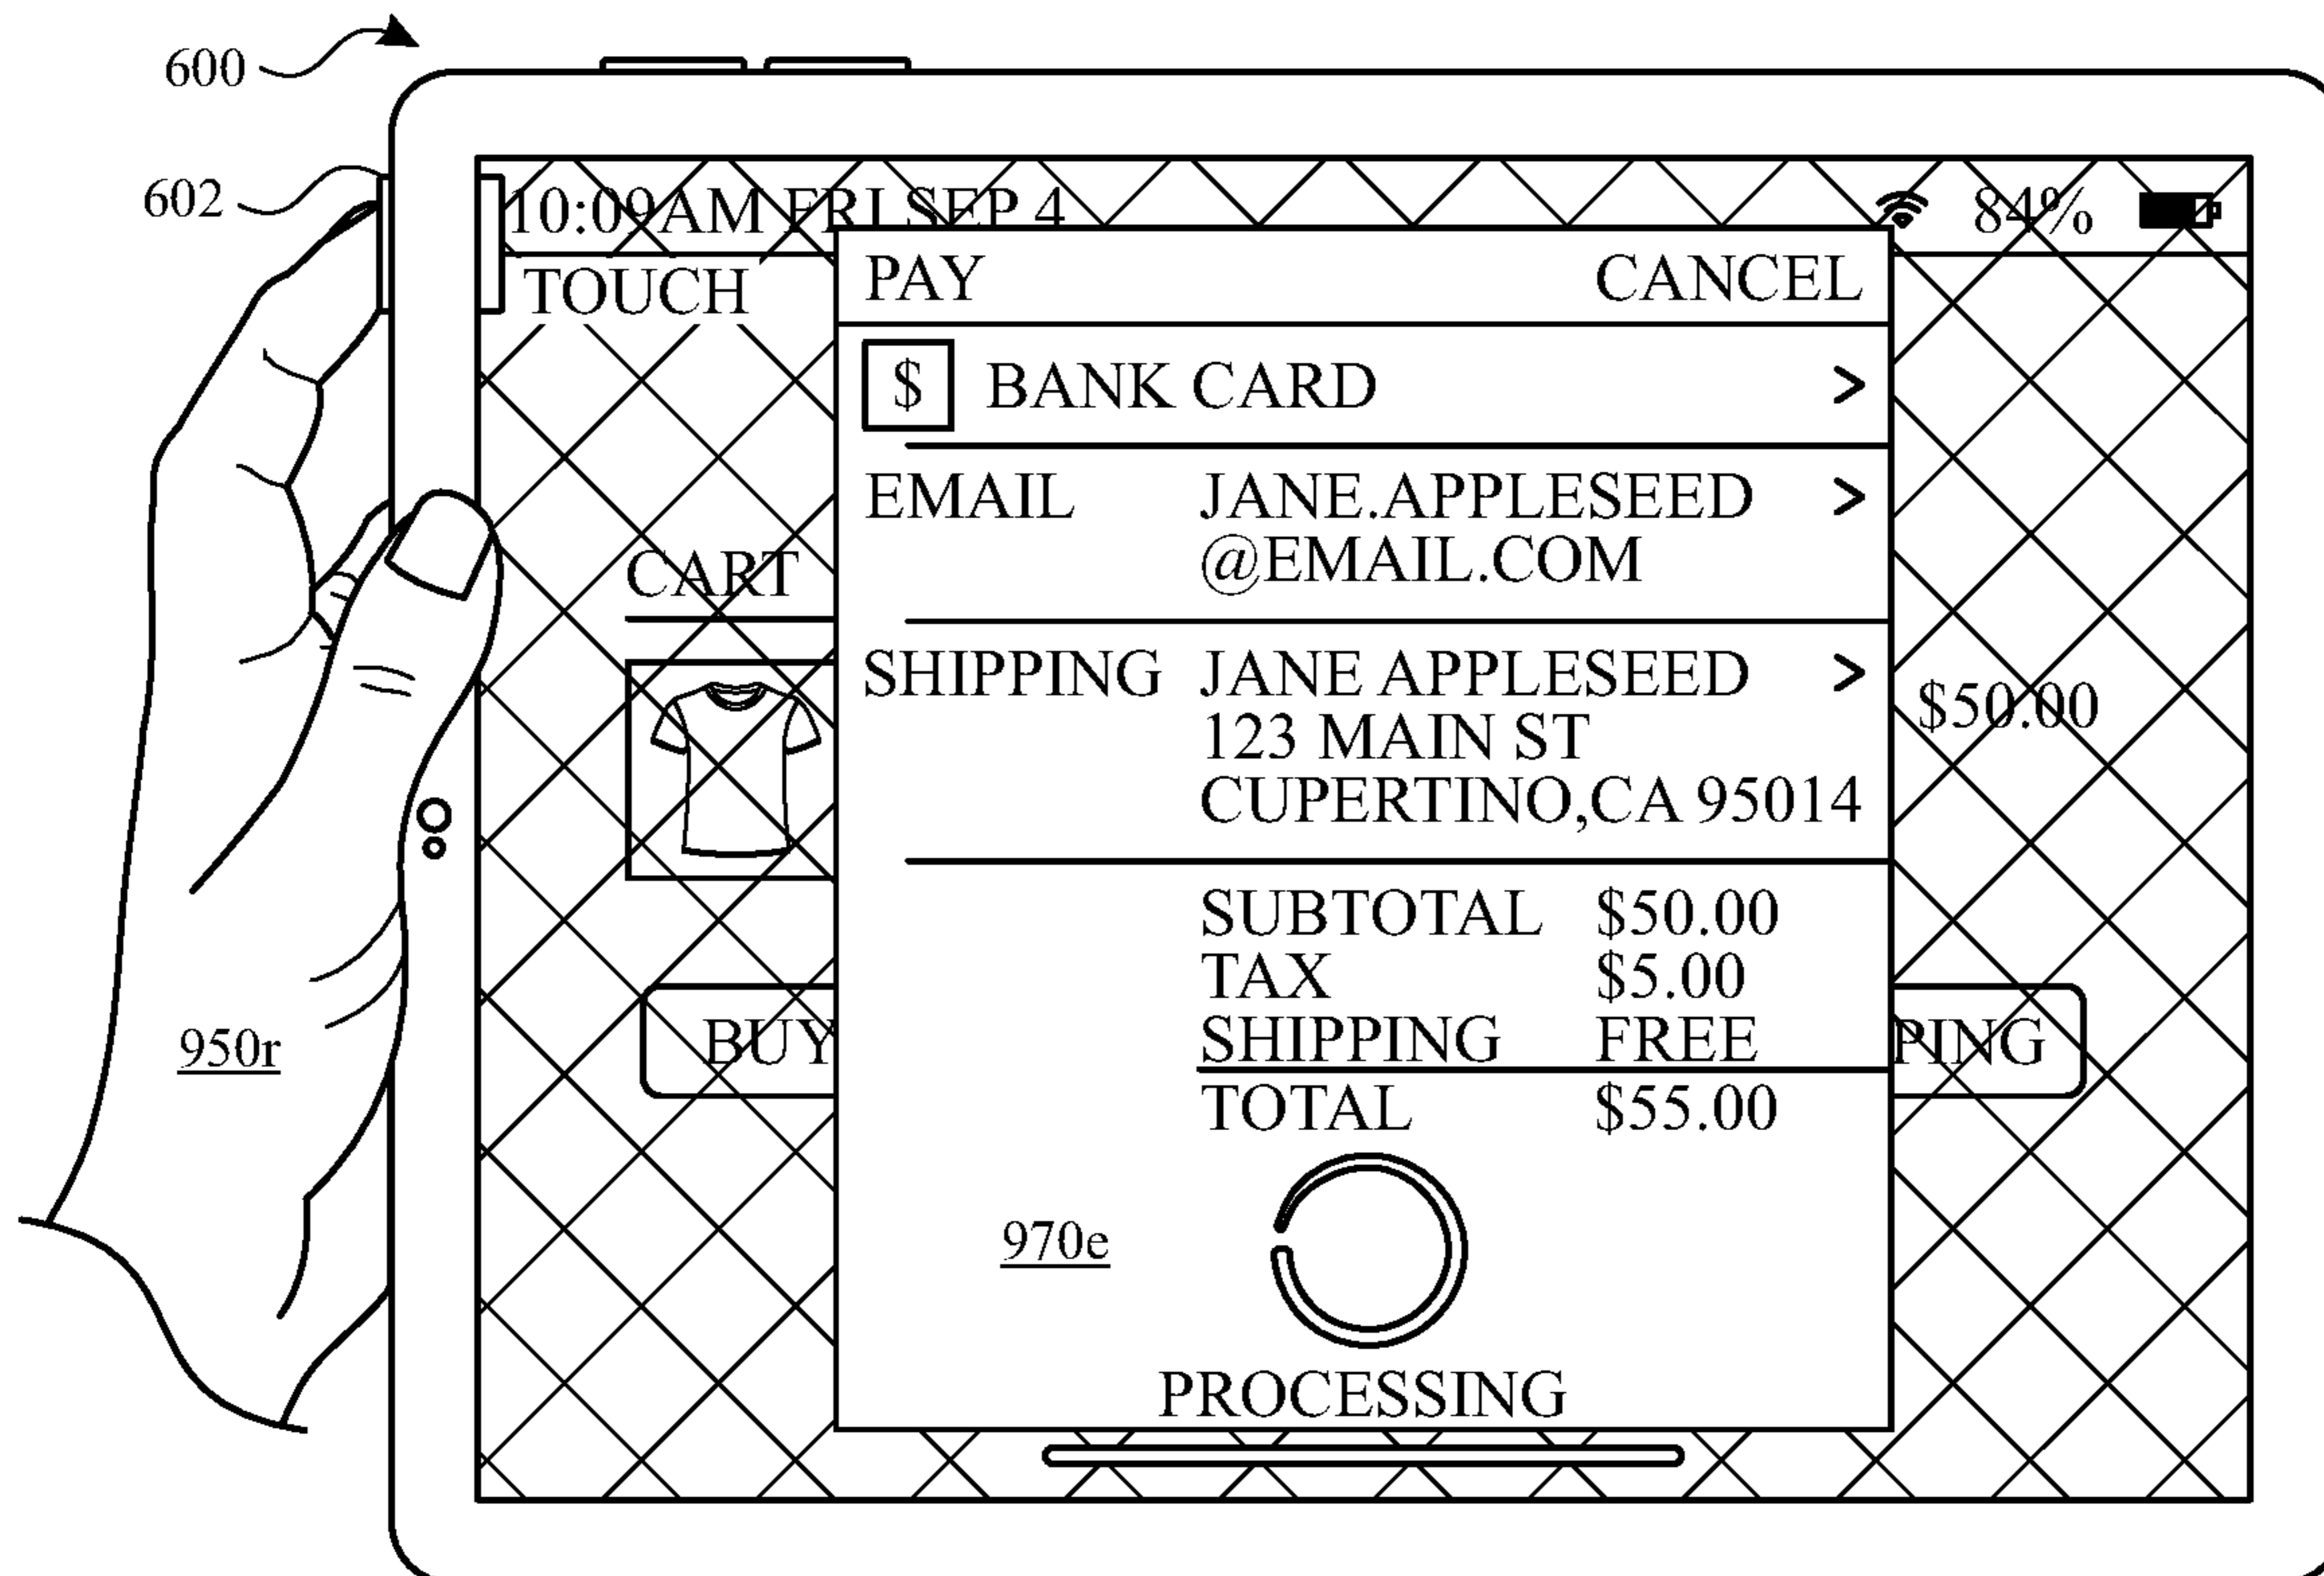 600
602
10:09 AM FRI SEP 4
84%
TOUCH
PAY CANCEL
$ BANK CARD >
EMAIL JANE.APPLESEED >
@EMAIL.COM
CART
SHIPPING JANE APPLESEED >
$50.00
123 MAIN ST
CUPERTINO,CA 95014
SUBTOTAL $50.00
TAX $5.00
SHIPPING FREE
BUY
PING
950r
TOTAL $55.00
970e
PROCESSING